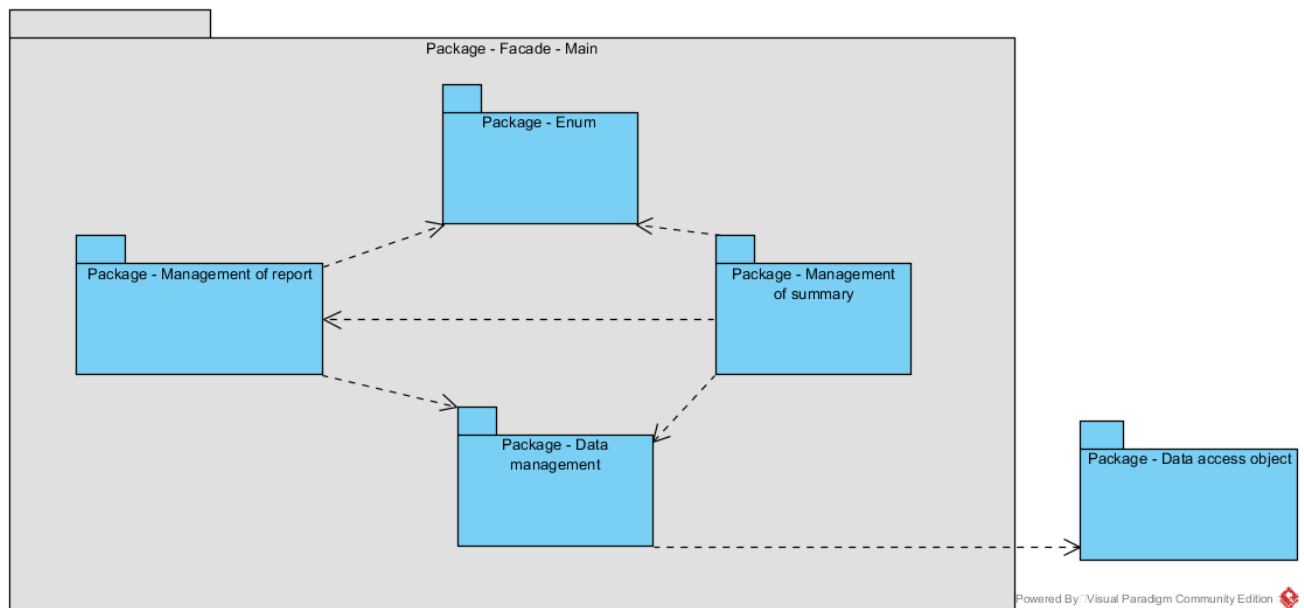 Package - Facade - Main
Package - Enum
Package - Management of report
Package - Management
of summary
Package - Data
management
Package - Data access object
Powered By Visual Paradigm Community Edition